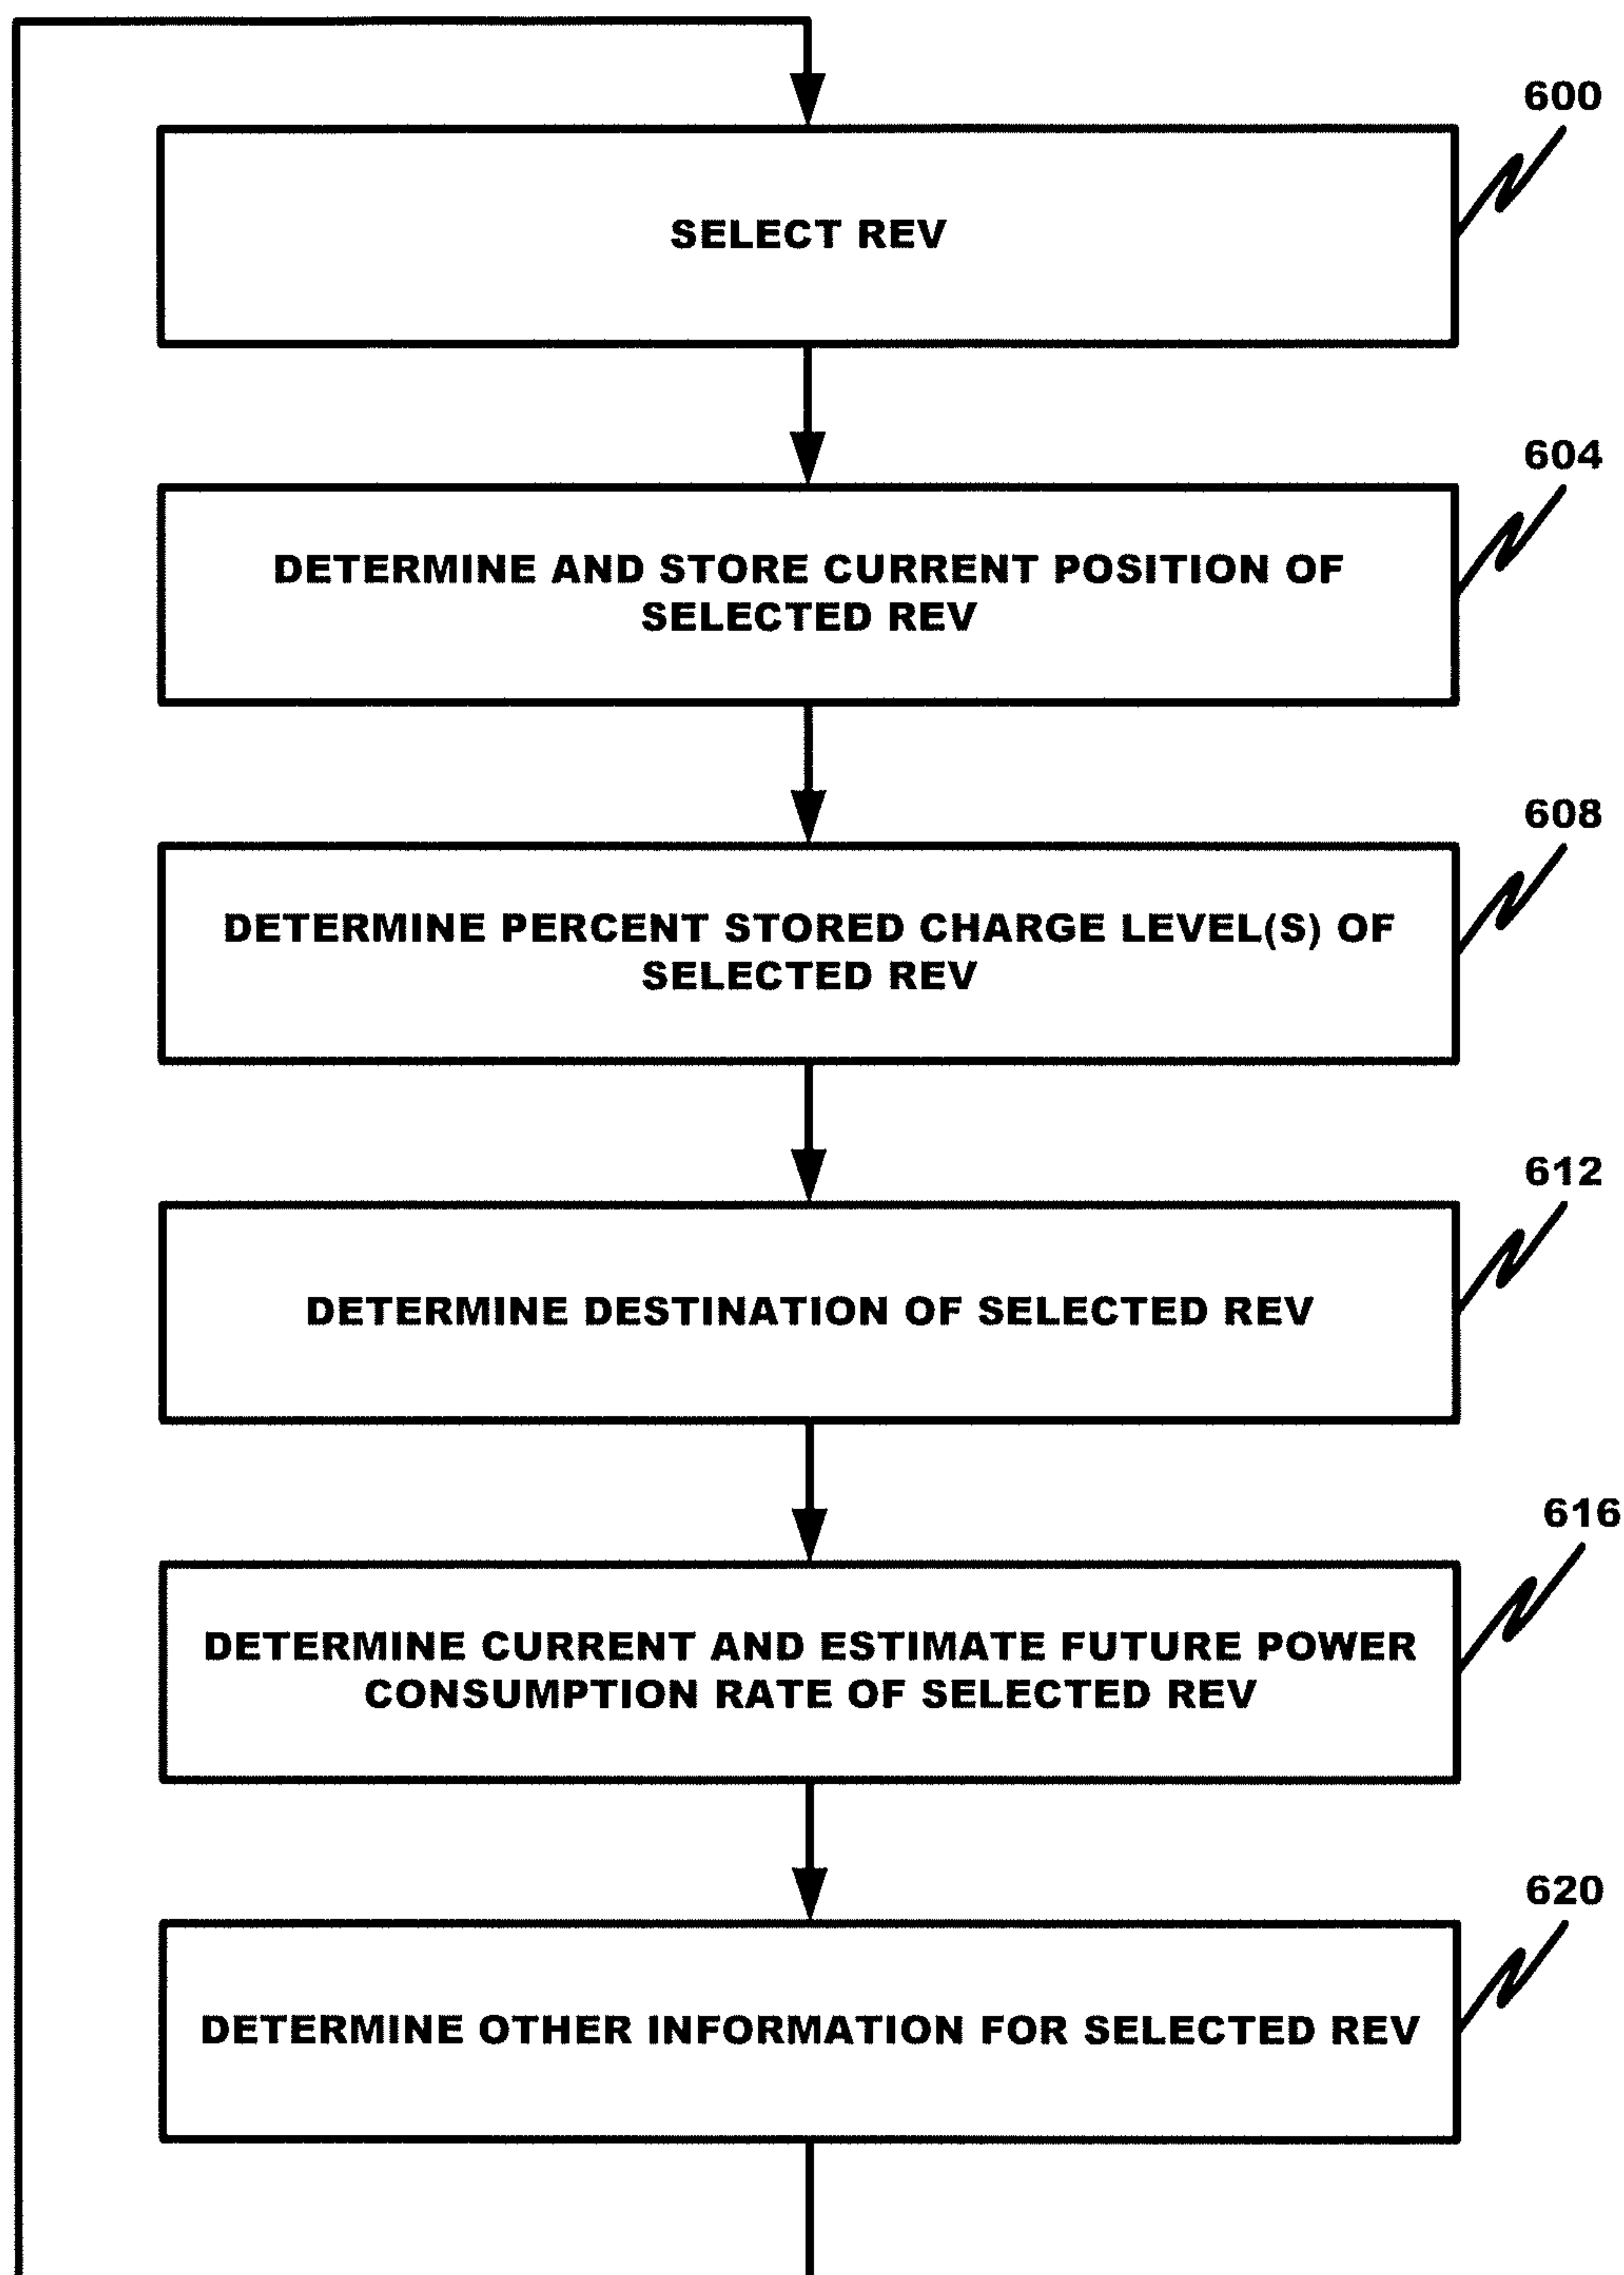 600
SELECT REV
604
DETERMINE AND STORE CURRENT POSITION OF
SELECTED REV
608
DETERMINE PERCENT STORED CHARGE LEVEL(S) OF
SELECTED REV
612
DETERMINE DESTINATION OF SELECTED REV
616
DETERMINE CURRENT AND ESTIMATE FUTURE POWER
CONSUMPTION RATE OF SELECTED REV
620
DETERMINE OTHER INFORMATION FOR SELECTED REV